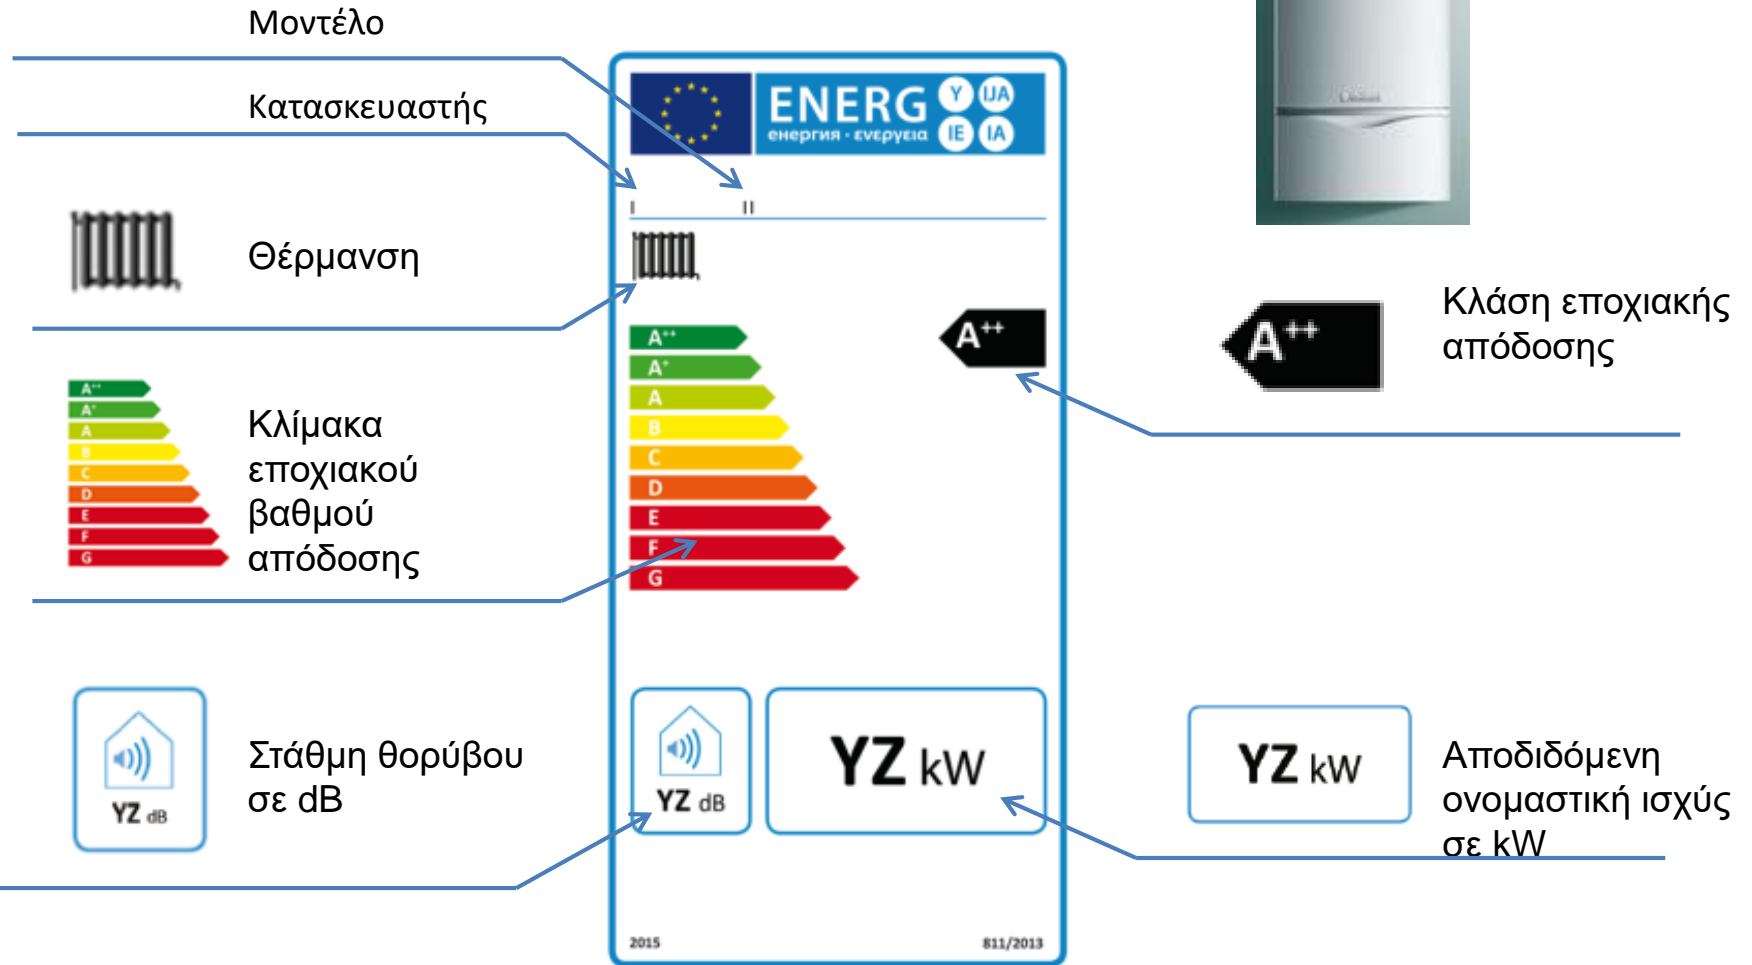 Μοντέλο
Κατασκευαστής
ENERG Y IJA
енергия · ενεργεια IE IA
I II
Θέρμανση
A++
A+
A
B
C
D
E
F
G
A++
A++
Κλάση εποχιακής
απόδοσης
A++
A+
A
B
C
D
E
F
G
Κλίμακα
εποχιακού
βαθμού
απόδοσης
YZ dB
Στάθμη θορύβου
σε dB
YZ dB
YZ kW
YZ kW
Αποδιδόμενη
ονομαστική ισχύς
σε kW
2015 811/2013